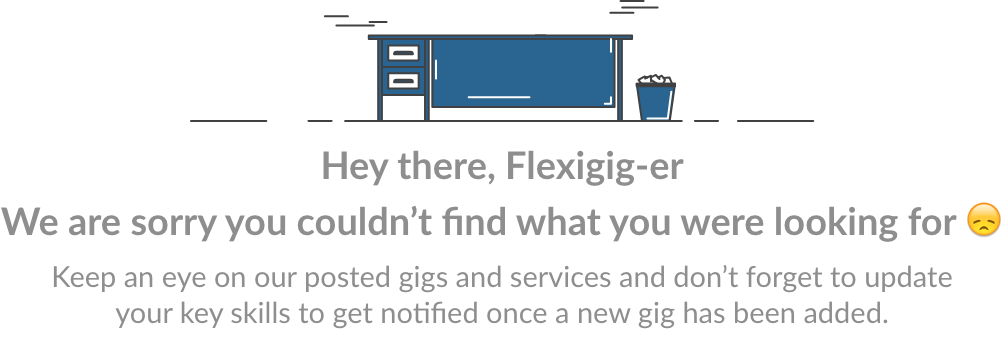 Hey there, Flexigig-er
We are sorry you couldn’t find what you were looking for 😞
Keep an eye on our posted gigs and services and don’t forget to update
your key skills to get notified once a new gig has been added.